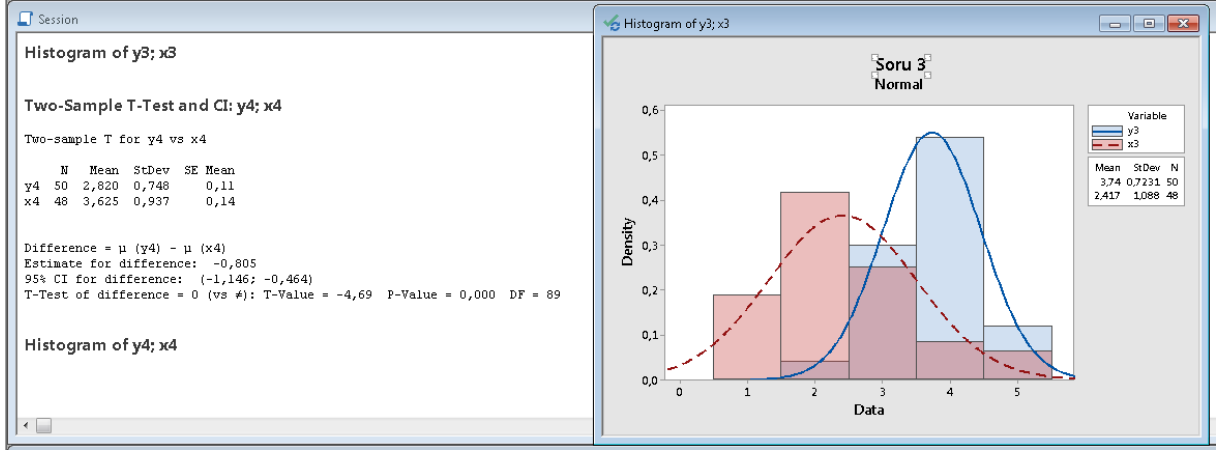 Session
Histogram of y3; x3
Two-Sample T-Test and CI: y4; x4
Two-sample T for y4 vs x4
N Mean StDev SE Mean
y4 50 2,820 0,748 0,11
x4 48 3,625 0,937 0,14
Difference = μ (y4) - μ (x4)
Estimate for difference: -0,805
95% CI for difference: (-1,146; -0,464)
T-Test of difference = 0 (vs ≠): T-Value = -4,69 P-Value = 0,000 DF = 89
Histogram of y4; x4
Histogram of y3; x3
Soru 3
Normal
Density
0,6
0,5
0,4
0,3
0,2
0,1
0,0
0 1 2 3 4 5
Data
Variable
y3
x3
Mean StDev N
3,74 0,7231 50
2,417 1,088 48